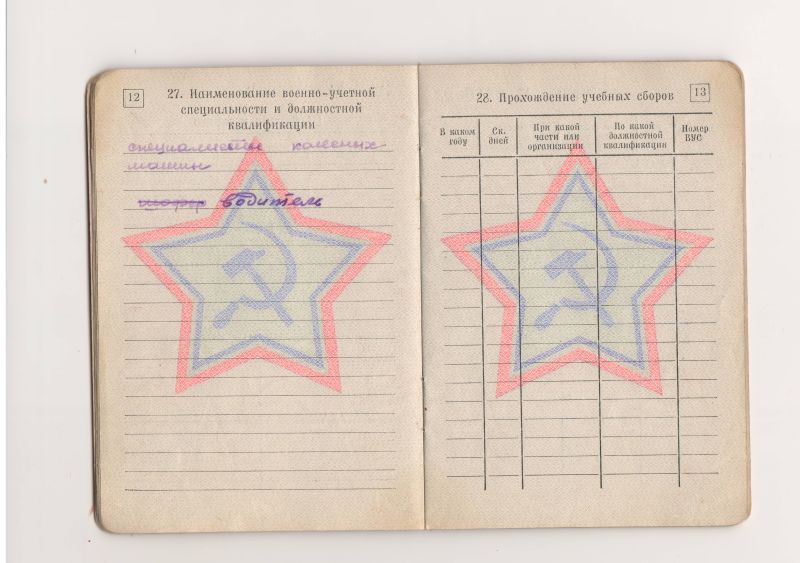 12
27. Наименование военно-учетной
специальности и должностной
квалификации
колесных
машин
шофер водитель
28. Прохождение учебных сборов
13
В каком году
Ск. дней
При какой части или организации
По какой должностной квалификации
Номер ВУС